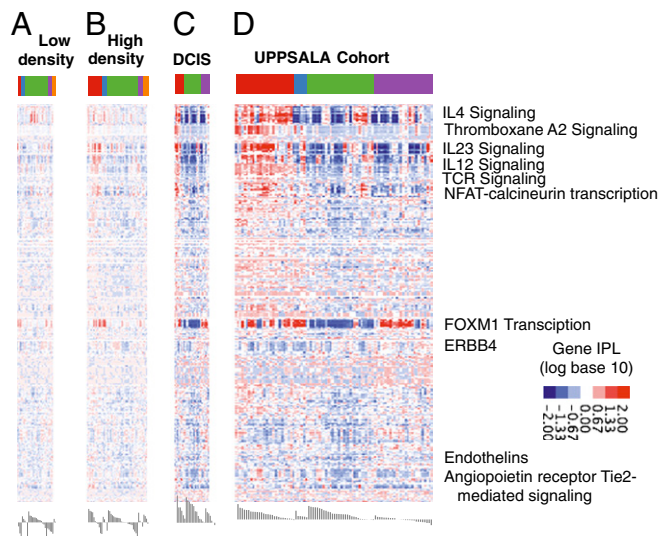 A B C D
Low
density
High
density
DCIS
UPPSALA Cohort
IL4 Signaling
Thromboxane A2 Signaling
IL23 Signaling
IL12 Signaling
TCR Signaling
NFAT-calcineurin transcription
FOXM1 Transciption
ERBB4
Gene IPL
(log base 10)
-2.00
-1.33
-0.67
0.00
0.67
1.33
2.00
Endothelins
Angiopoietin receptor Tie2-
mediated signaling